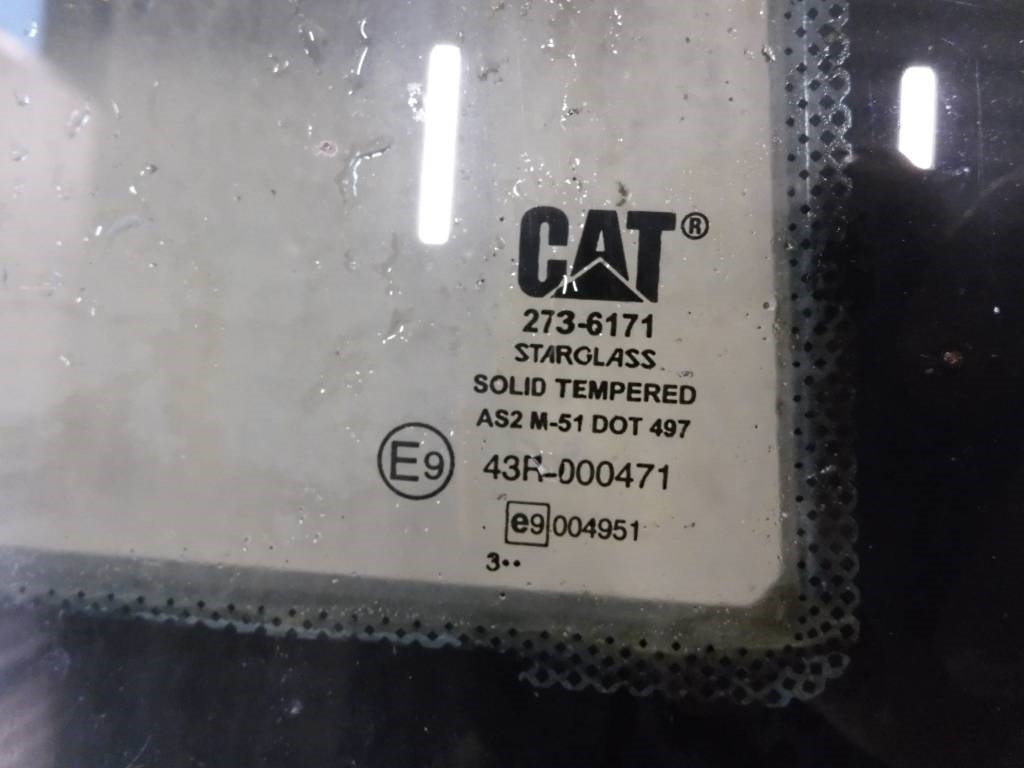 CAT®
273-6171
STARGLASS
SOLID TEMPERED
AS2 M-51 DOT 497
E9 43R-000471
e9 004951
3••